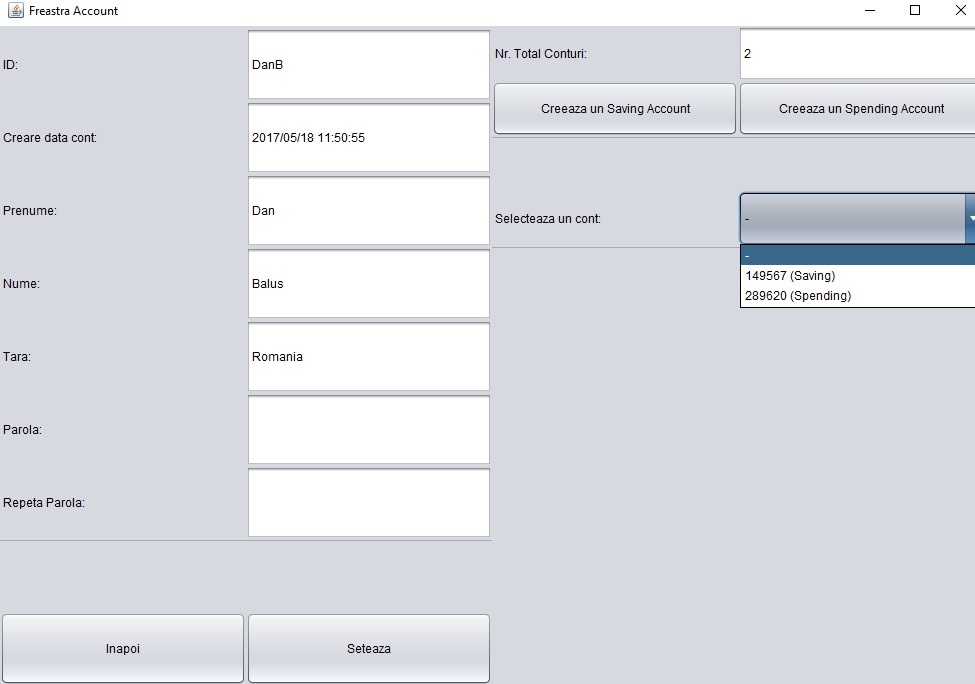 Freastra Account
ID:
DanB
Creare data cont:
2017/05/18 11:50:55
Prenume:
Dan
Nume:
Balus
Tara:
Romania
Parola:
Repeta Parola:
Inapoi
Seteaza
Nr. Total Conturi:
2
Creeaza un Saving Account
Creeaza un Spending Account
Selecteaza un cont:
-
-
149567 (Saving)
289620 (Spending)